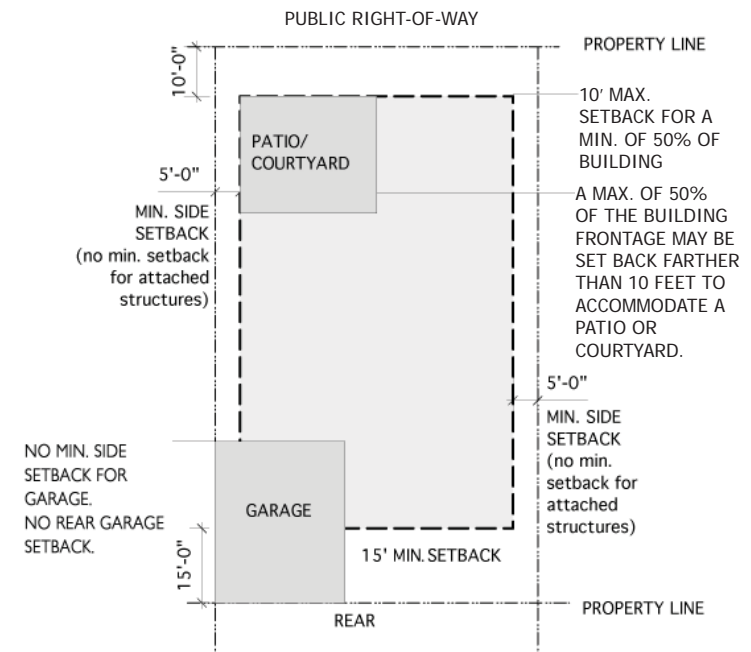 PUBLIC RIGHT-OF-WAY
PROPERTY LINE
10'-0"
10' MAX.
SETBACK FOR A
MIN. OF 50% OF
BUILDING
PATIO/
COURTYARD
5'-0"
MIN. SIDE
SETBACK
(no min. setback
for attached
structures)
A MAX. OF 50%
OF THE BUILDING
FRONTAGE MAY BE
SET BACK FARTHER
THAN 10 FEET TO
ACCOMMODATE A
PATIO OR
COURTYARD.
5'-0"
MIN. SIDE
SETBACK
(no min.
setback for
attached
structures)
NO MIN. SIDE
SETBACK FOR
GARAGE.
NO REAR GARAGE
SETBACK.
GARAGE
15'-0"
15' MIN. SETBACK
PROPERTY LINE
REAR